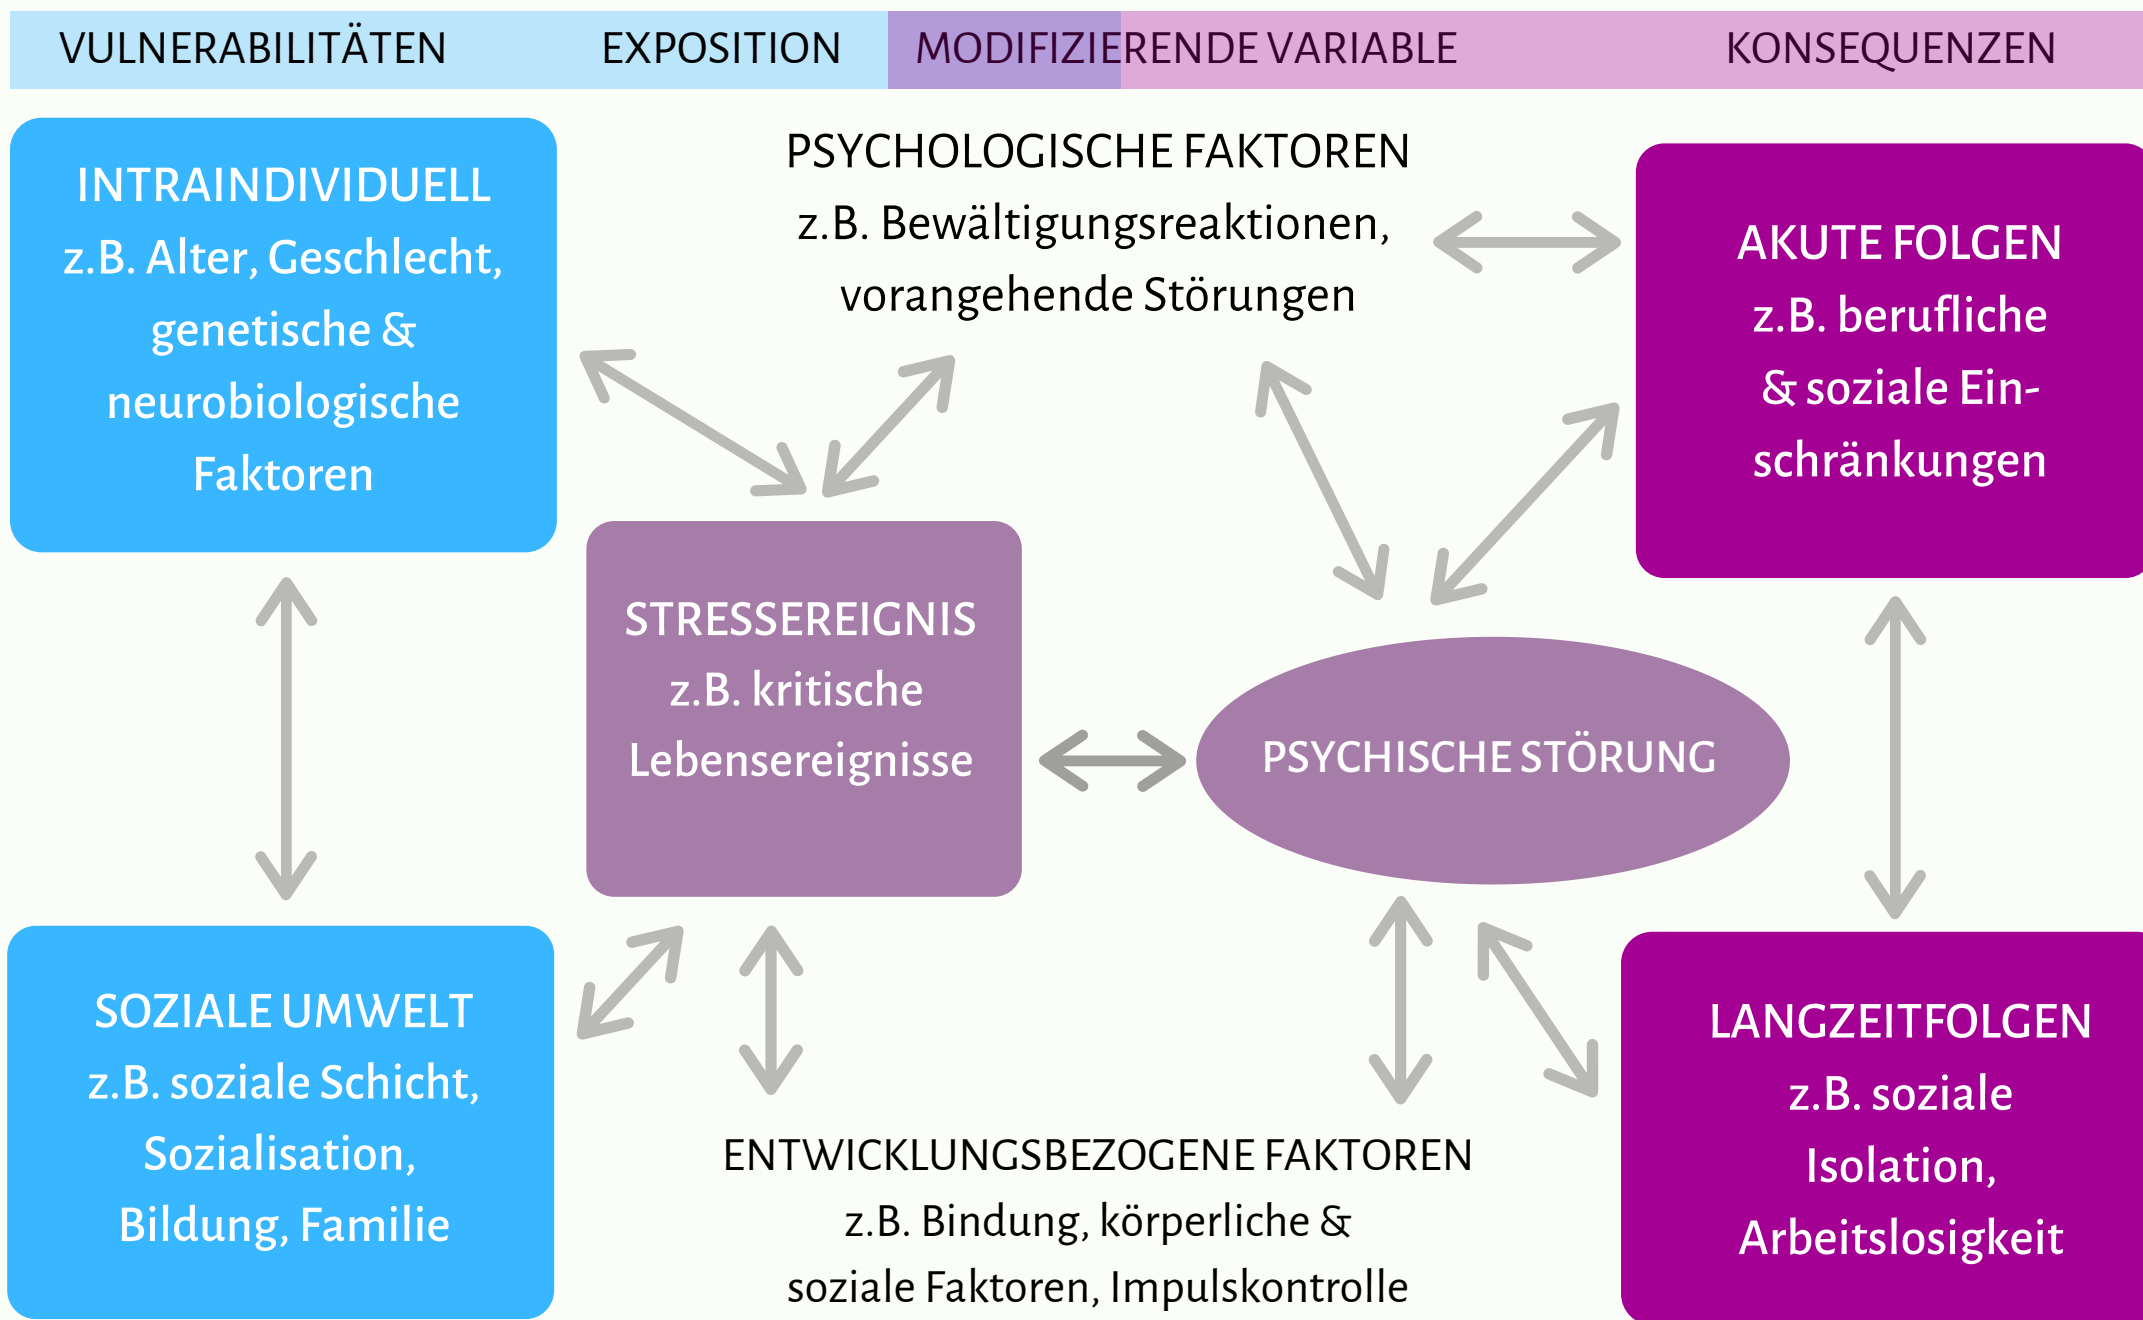 VULNERABILITÄTEN
EXPOSITION
MODIFIZIERENDE VARIABLE
KONSEQUENZEN
INTRAINDIVIDUELL
z.B. Alter, Geschlecht,
genetische &
neurobiologische
Faktoren
PSYCHOLOGISCHE FAKTOREN
z.B. Bewältigungsreaktionen,
vorangehende Störungen
AKUTE FOLGEN
z.B. berufliche
& soziale Ein-
schränkungen
STRESSEREIGNIS
z.B. kritische
Lebensereignisse
PSYCHISCHE STÖRUNG
SOZIALE UMWELT
z.B. soziale Schicht,
Sozialisation,
Bildung, Familie
ENTWICKLUNGSBEZOGENE FAKTOREN
z.B. Bindung, körperliche &
soziale Faktoren, Impulskontrolle
LANGZEITFOLGEN
z.B. soziale
Isolation,
Arbeitslosigkeit